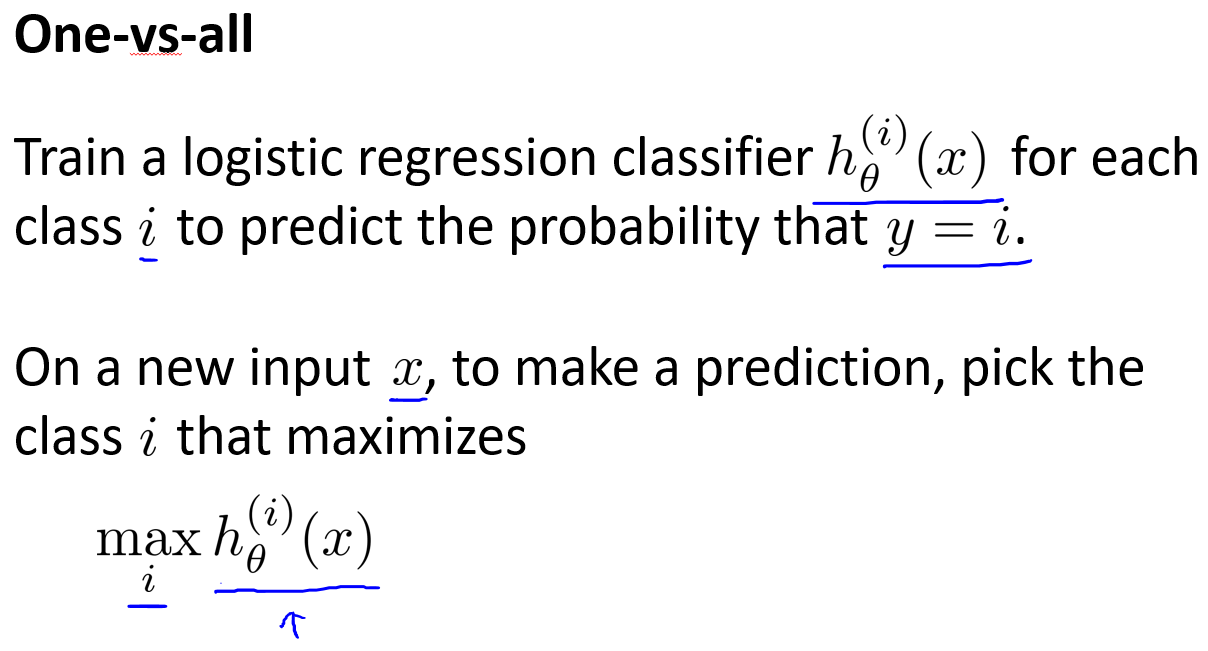 One-vs-all
Train a logistic regression classifier $h_\theta^{(i)}(x)$ for each
class $i$ to predict the probability that $y = i$.
On a new input $x$, to make a prediction, pick the
class $i$ that maximizes
$\max_i h_\theta^{(i)}(x)$